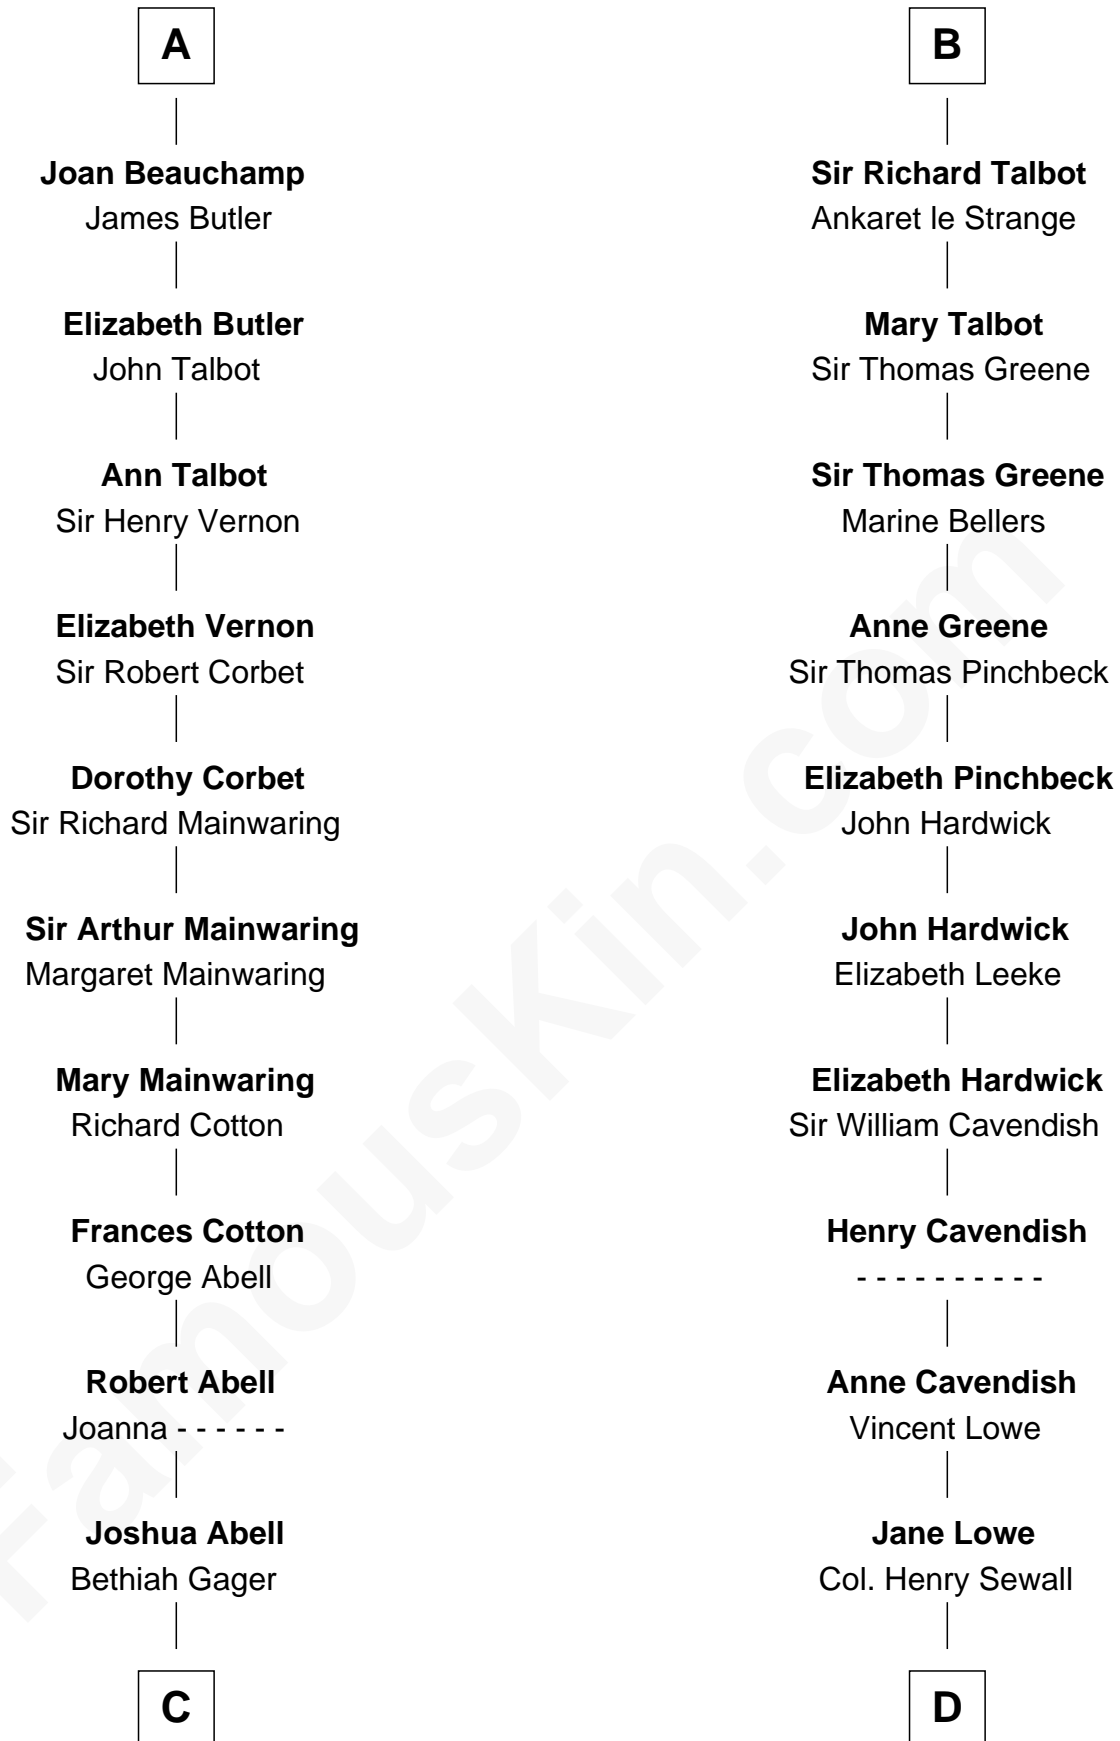 A
Joan Beauchamp
James Butler
Elizabeth Butler
John Talbot
Ann Talbot
Sir Henry Vernon
Elizabeth Vernon
Sir Robert Corbet
Dorothy Corbet
Sir Richard Mainwaring
Sir Arthur Mainwaring
Margaret Mainwaring
Mary Mainwaring
Richard Cotton
Frances Cotton
George Abell
Robert Abell
Joanna - - - - - -
Joshua Abell
Bethiah Gager
C
B
Sir Richard Talbot
Ankaret le Strange
Mary Talbot
Sir Thomas Greene
Sir Thomas Greene
Marine Bellers
Anne Greene
Sir Thomas Pinchbeck
Elizabeth Pinchbeck
John Hardwick
John Hardwick
Elizabeth Leeke
Elizabeth Hardwick
Sir William Cavendish
Henry Cavendish
- - - - - - - - - -
Anne Cavendish
Vincent Lowe
Jane Lowe
Col. Henry Sewall
D
FamousKin.com